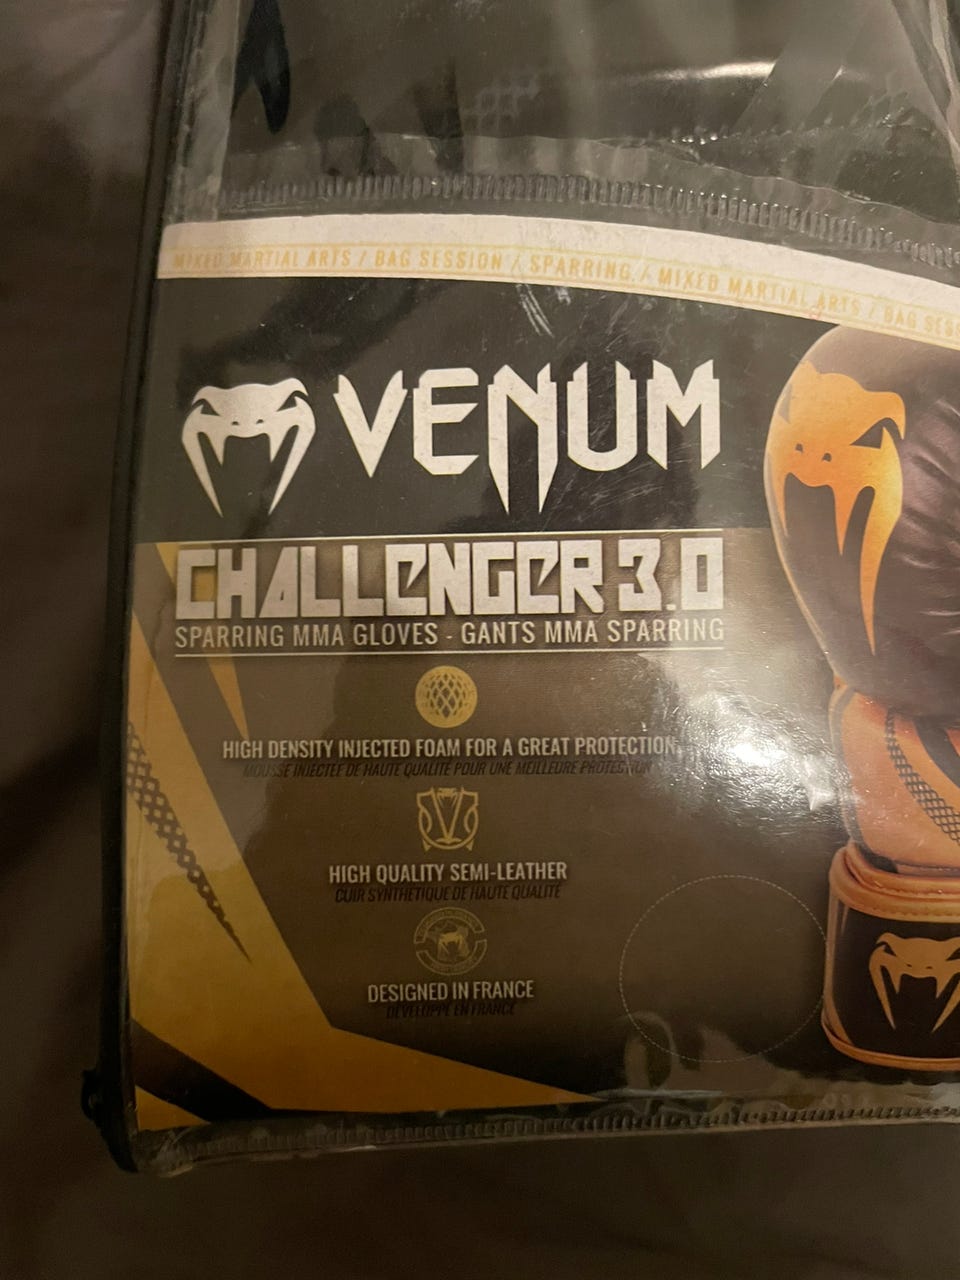 MIXED MARTIAL ARTS / BAG SESSION / SPARRING / MIXED MARTIAL ARTS / BAG SESS
VENUM
CHALLENGER 3.0
SPARRING MMA GLOVES - GANTS MMA SPARRING
HIGH DENSITY INJECTED FOAM FOR A GREAT PROTECTION
MOUSSE INJECTÉE DE HAUTE QUALITÉ POUR UNE MEILLEURE PROTECTION
HIGH QUALITY SEMI-LEATHER
CUIR SYNTHÉTIQUE DE HAUTE QUALITÉ
DESIGNED IN FRANCE
DÉVELOPPÉ EN FRANCE